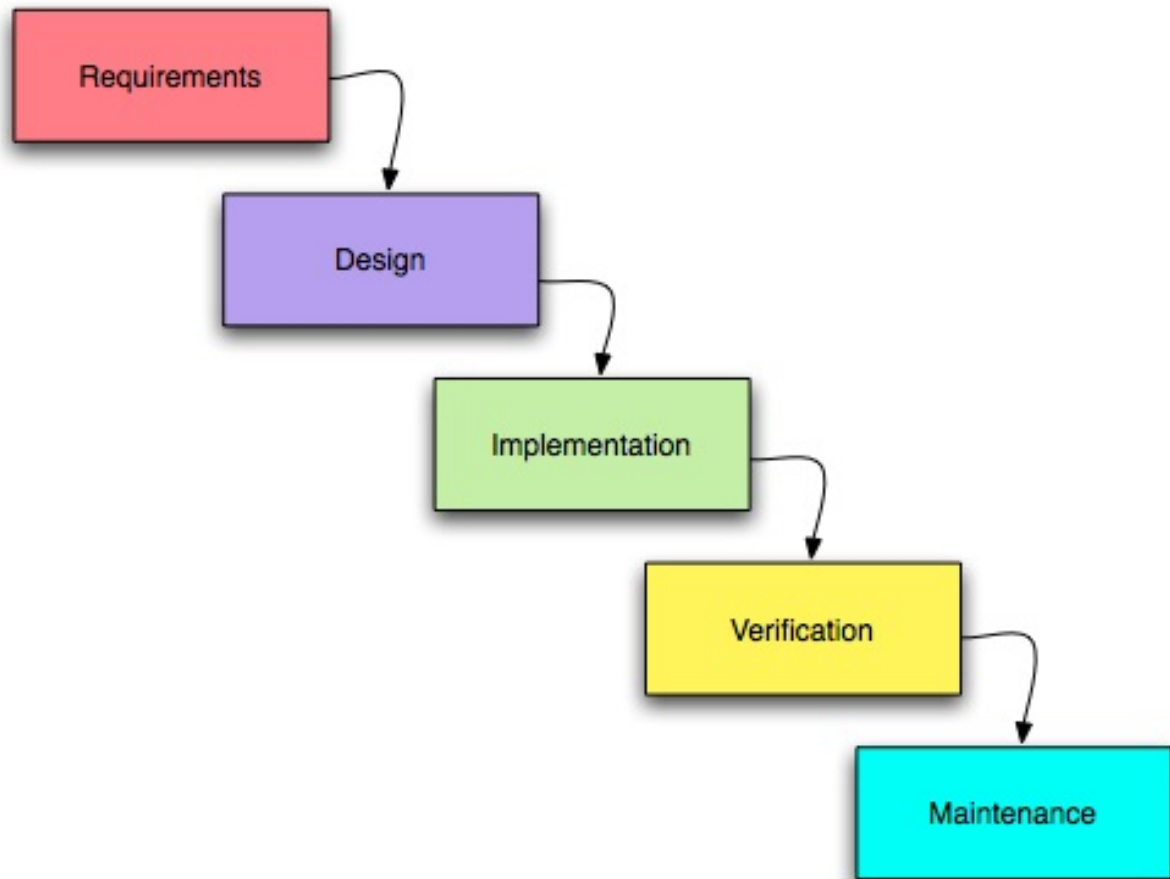 Requirements
Design
Implementation
Verification
Maintenance